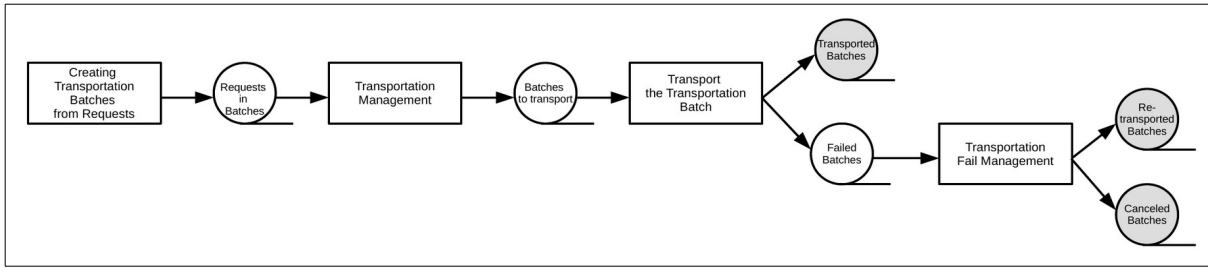 Creating
Transportation
Batches
from Requests
Requests
in
Batches
Transportation
Management
Batches
to transport
Transport
the Transportation
Batch
Transported
Batches
Failed
Batches
Transportation
Fail Management
Re-
transported
Batches
Canceled
Batches